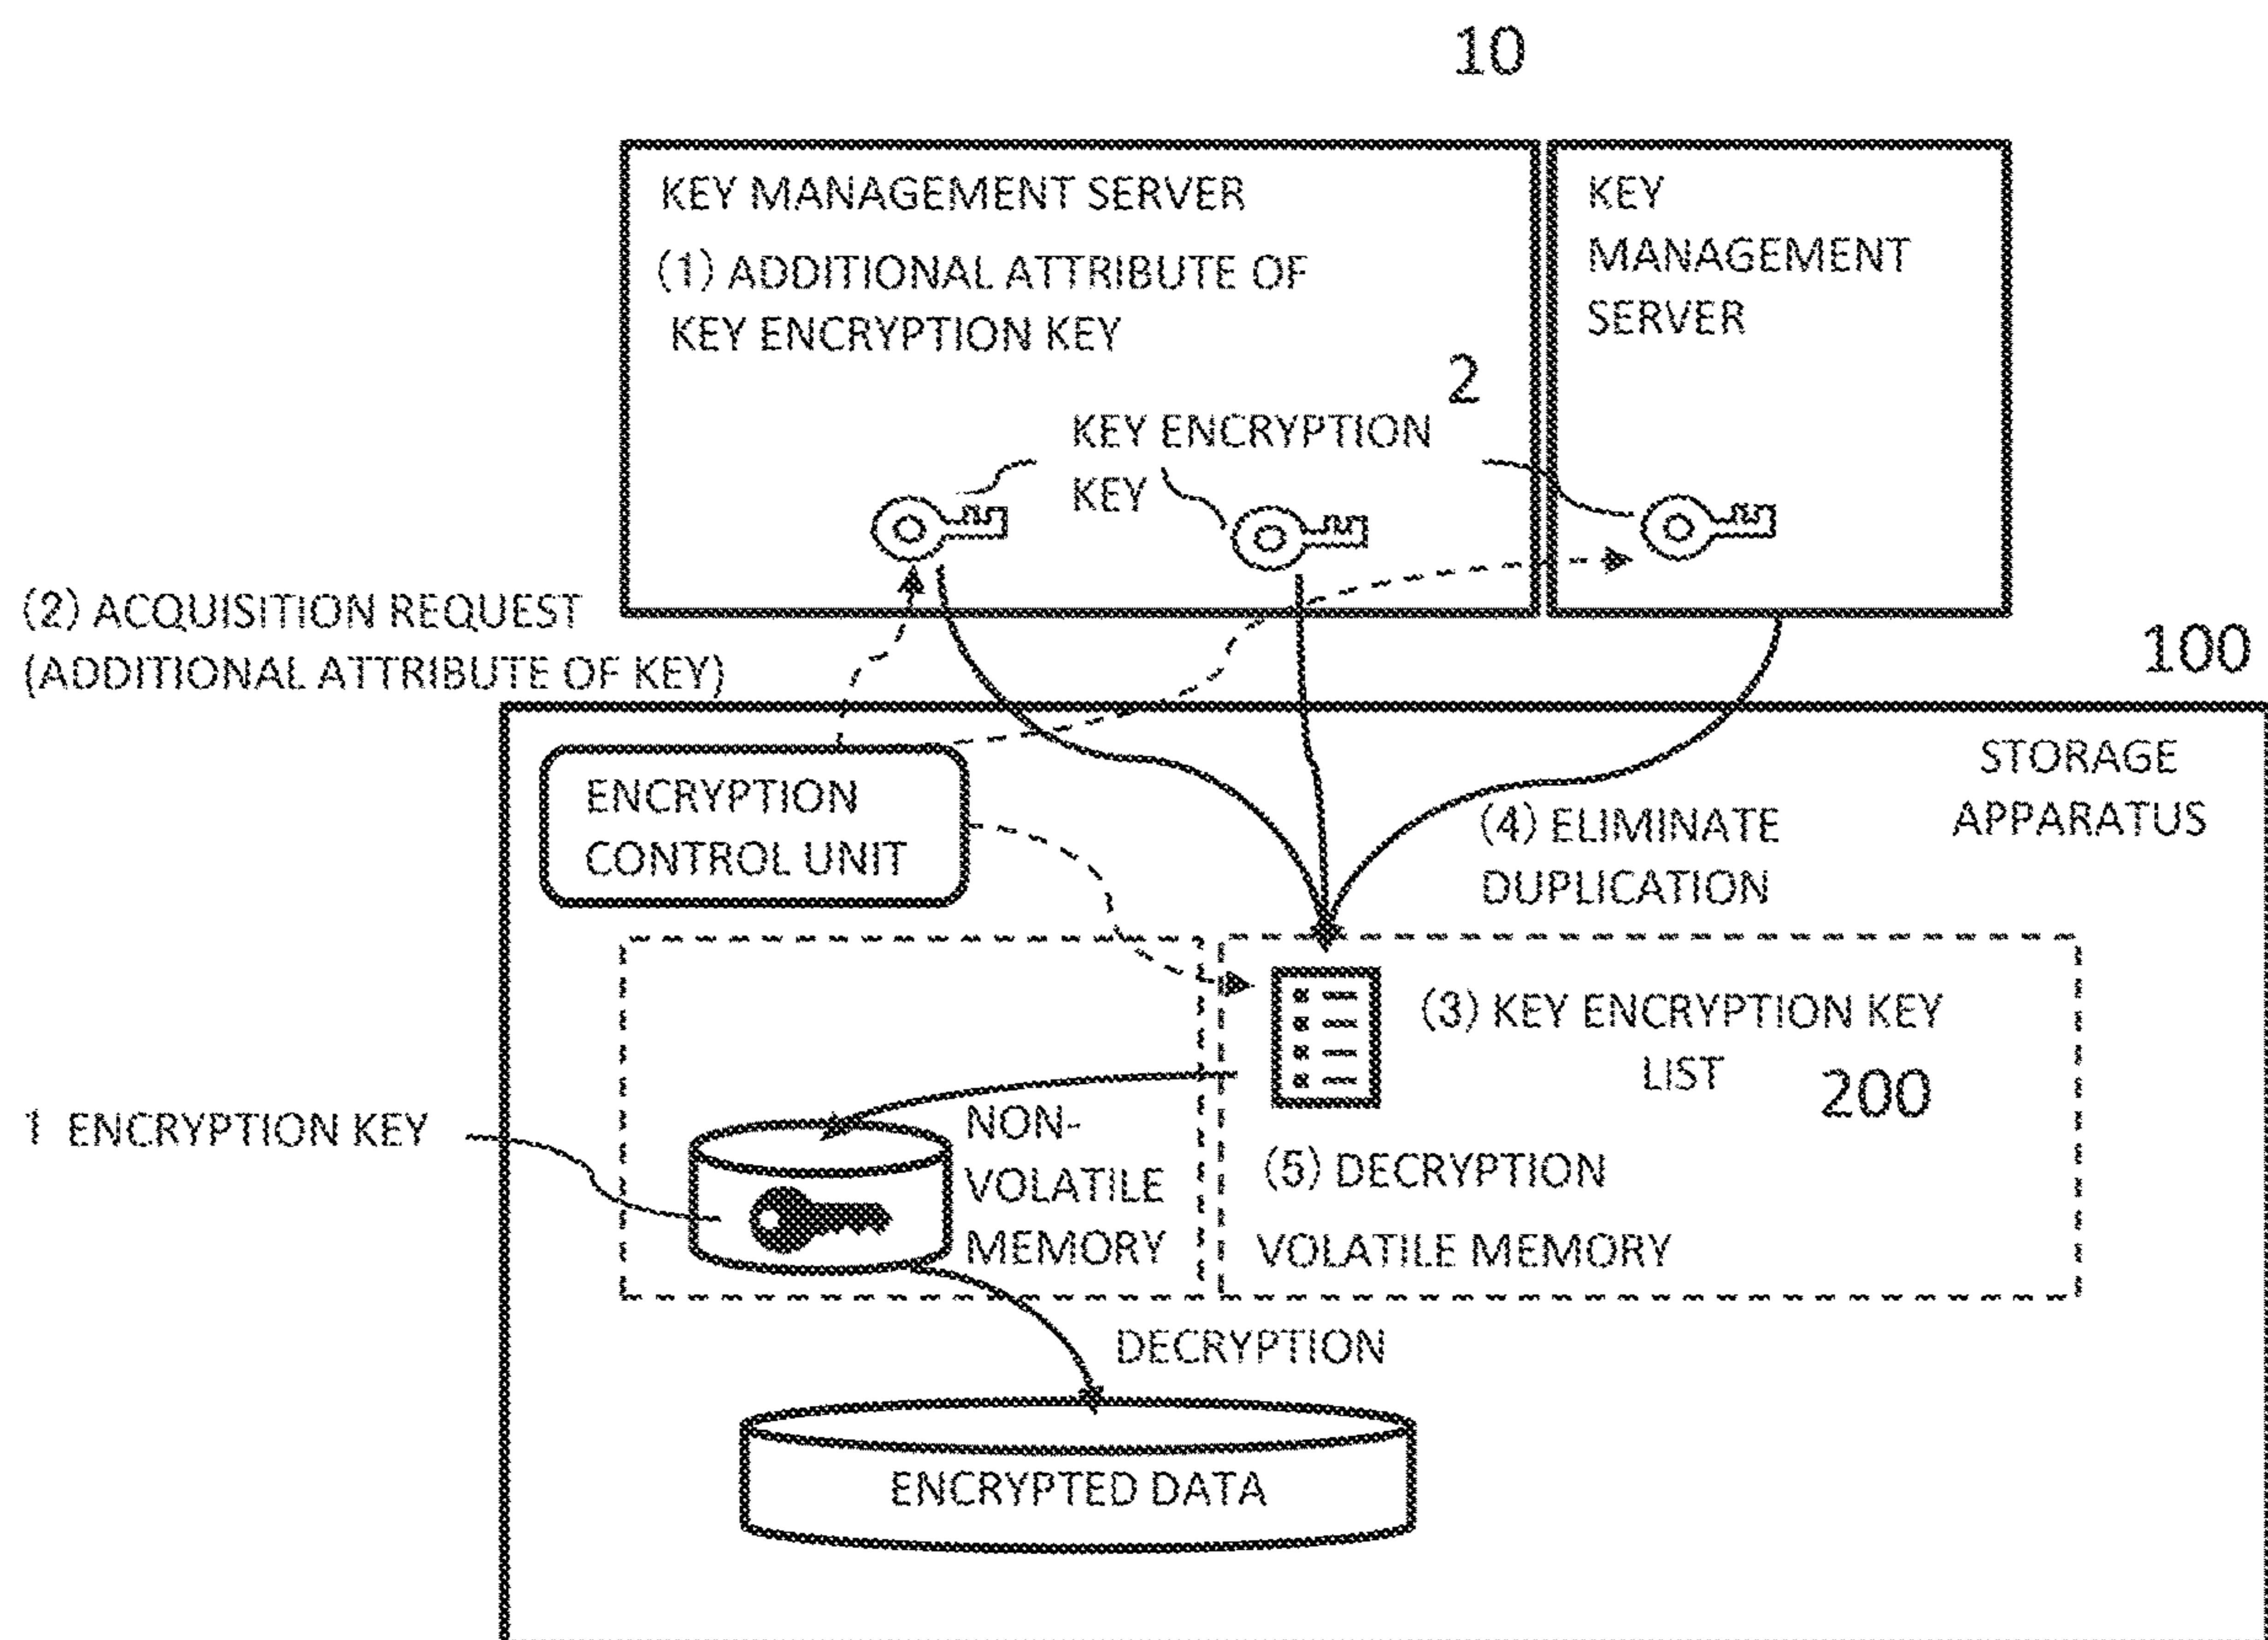 10
KEY MANAGEMENT SERVER
(1) ADDITIONAL ATTRIBUTE OF
KEY ENCRYPTION KEY
KEY
MANAGEMENT
SERVER
2
KEY ENCRYPTION
KEY
(2) ACQUISITION REQUEST
(ADDITIONAL ATTRIBUTE OF KEY)
100
STORAGE
APPARATUS
ENCRYPTION
CONTROL UNIT
(4) ELIMINATE
DUPLICATION
(3) KEY ENCRYPTION KEY
LIST
200
1 ENCRYPTION KEY
NON-
VOLATILE
MEMORY
(5) DECRYPTION
VOLATILE MEMORY
DECRYPTION
ENCRYPTED DATA